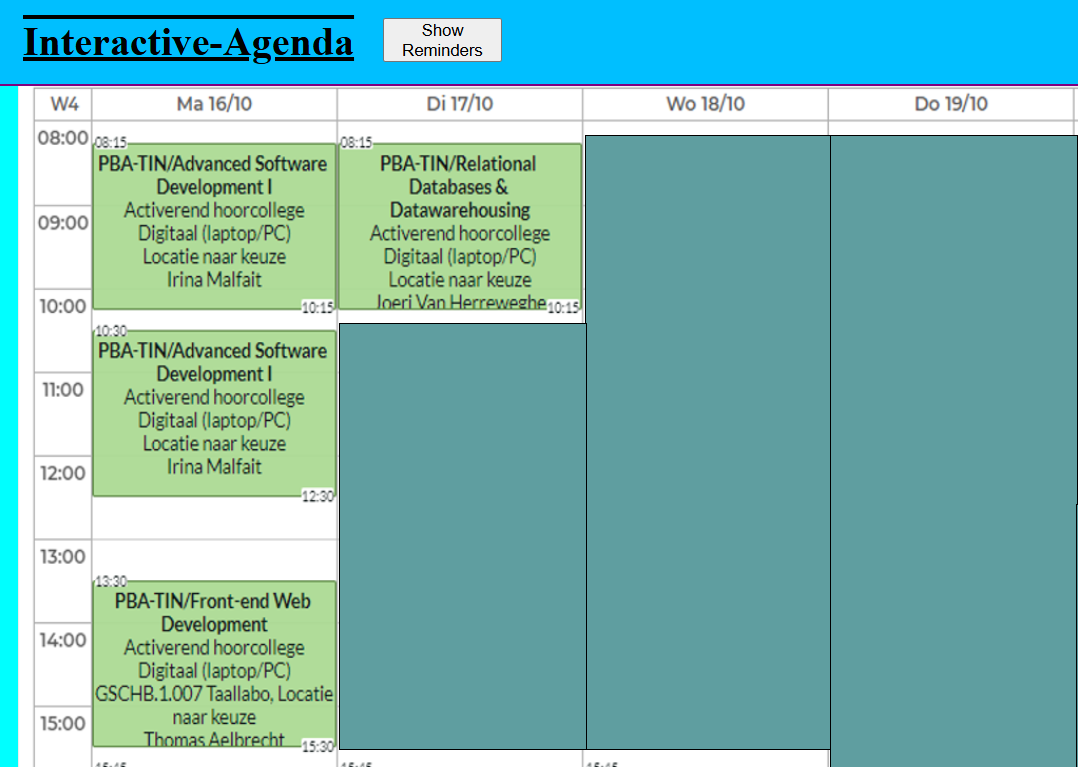 Interactive-Agenda
Show
Reminders
W4
Ma 16/10
Di 17/10
Wo 18/10
Do 19/10
08:00
08:15
PBA-TIN/Advanced Software
Development I
Activerend hoorcollege
Digitaal (laptop/PC)
Locatie naar keuze
Irina Malfait
10:15
08:15
PBA-TIN/Relational
Databases &
Datawarehousing
Activerend hoorcollege
Digitaal (laptop/PC)
Locatie naar keuze
Joeri Van Herreweghe
10:15
09:00
10:00
10:30
PBA-TIN/Advanced Software
Development I
Activerend hoorcollege
Digitaal (laptop/PC)
Locatie naar keuze
Irina Malfait
12:30
11:00
12:00
13:00
13:30
PBA-TIN/Front-end Web
Development
Activerend hoorcollege
Digitaal (laptop/PC)
GSCHB.1.007 Taallabo, Locatie
naar keuze
Thomas Aelbrecht
15:30
14:00
15:00
15:45
15:45
15:45